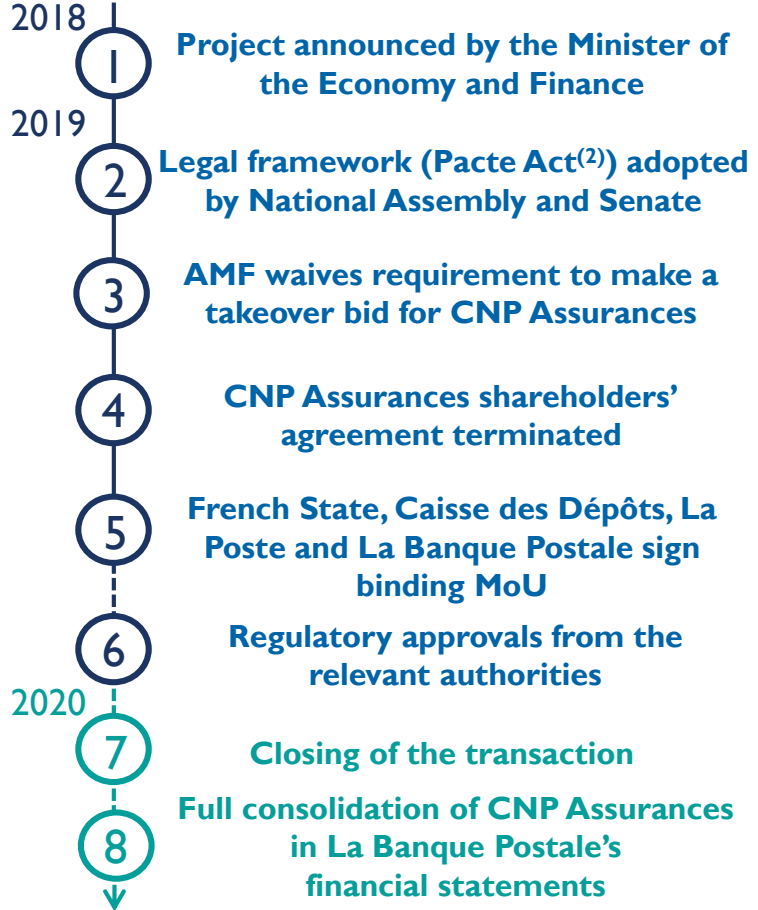 2018
1
Project announced by the Minister of
the Economy and Finance
2019
2
Legal framework (Pacte Act(2)) adopted
by National Assembly and Senate
3
AMF waives requirement to make a
takeover bid for CNP Assurances
4
CNP Assurances shareholders’
agreement terminated
5
French State, Caisse des Dépôts, La
Poste and La Banque Postale sign
binding MoU
6
Regulatory approvals from the
relevant authorities
2020
7
Closing of the transaction
8
Full consolidation of CNP Assurances
in La Banque Postale’s
financial statements